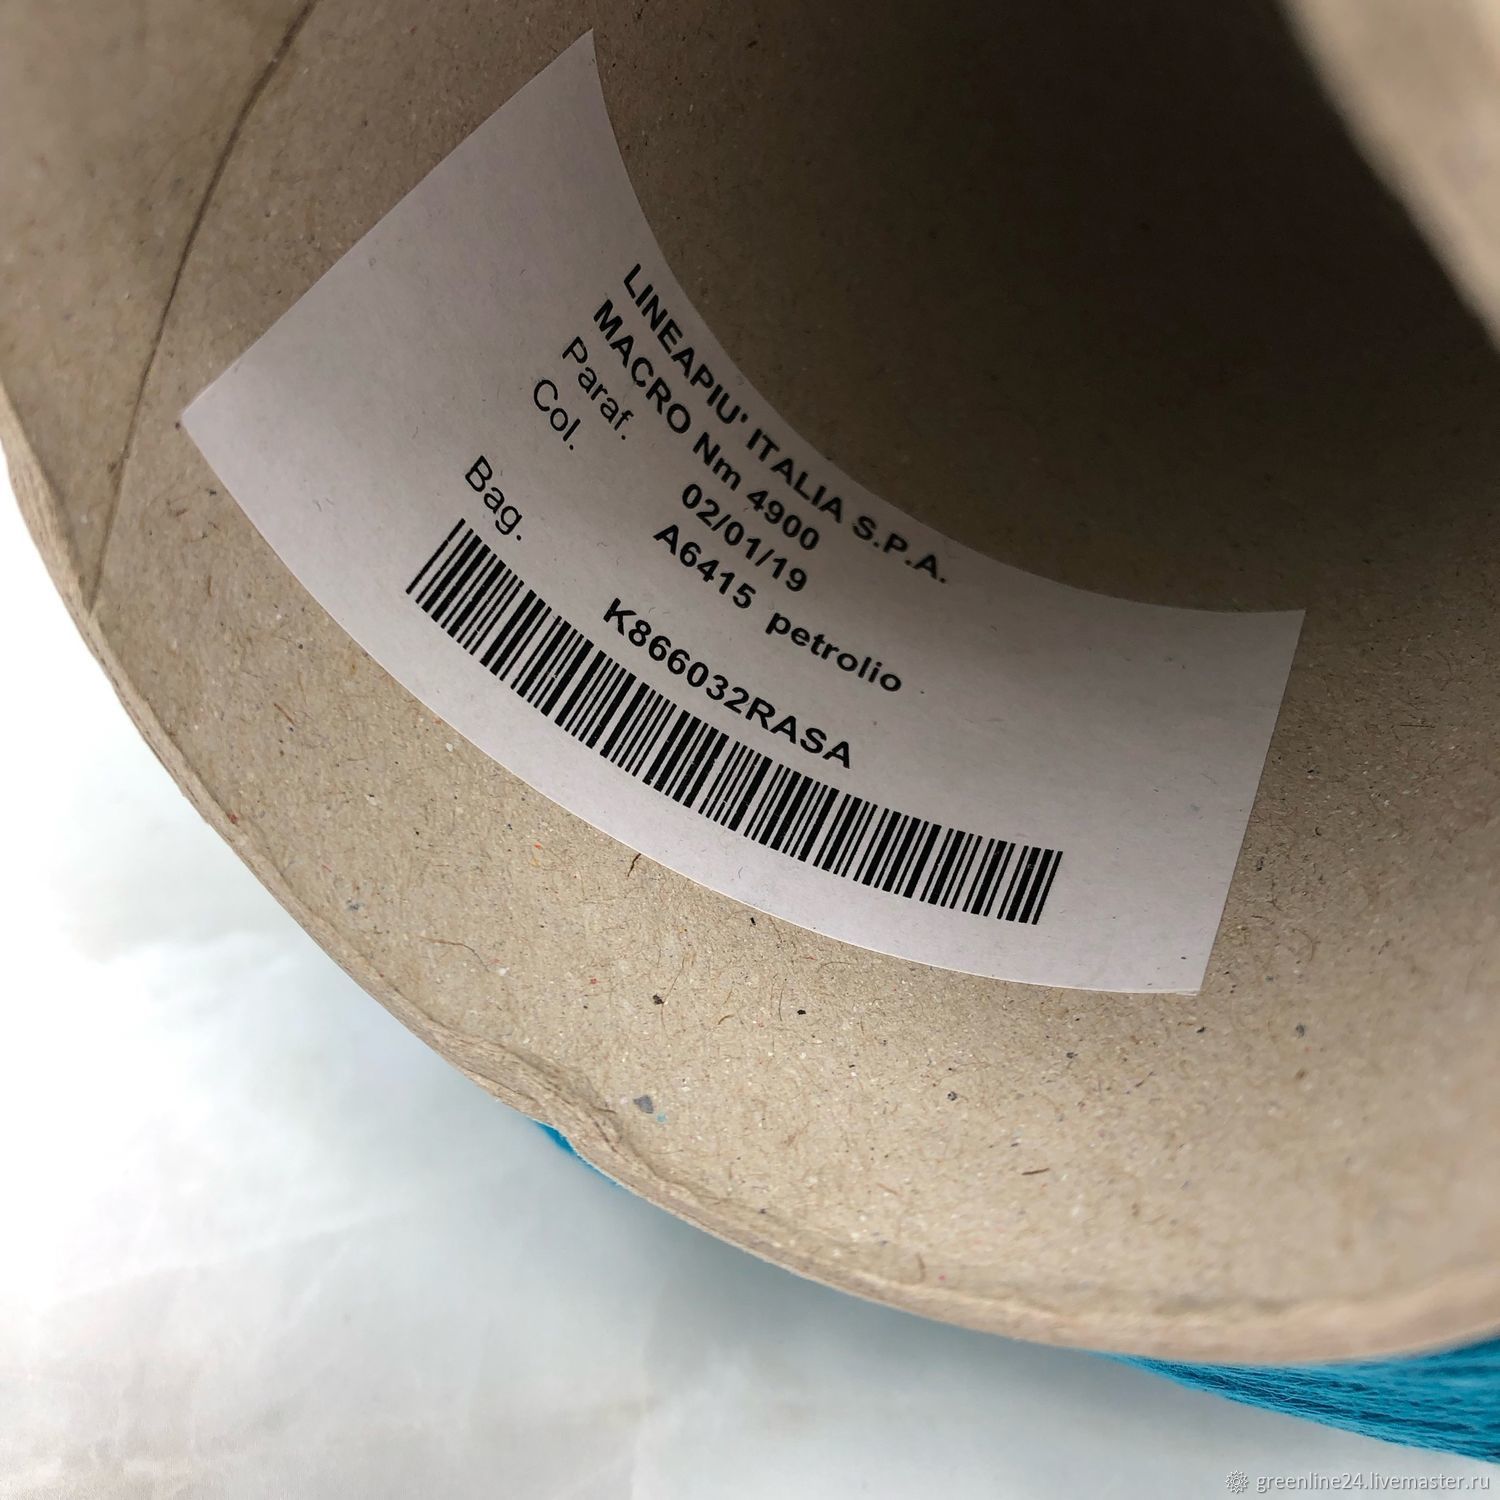 LINEAPIU' ITALIA S.P.A.
MACRO Nm 4900
Paraf. 02/01/19
Col. A6415 petrolio
Bag. K866032RASA
greenline24.livemaster.ru